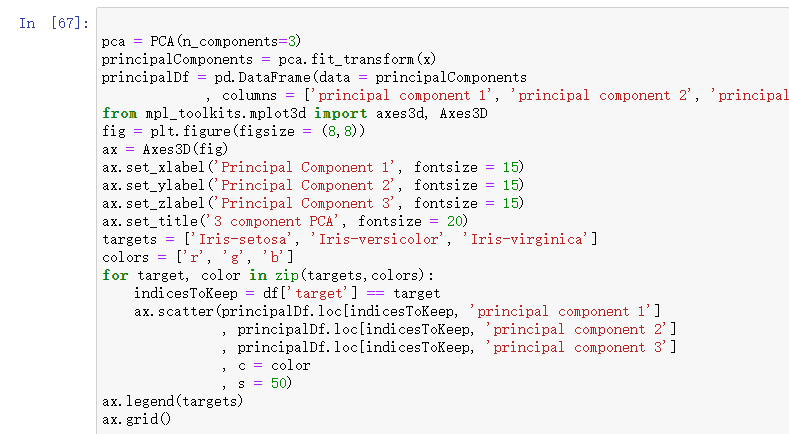 In [67]:
pca = PCA(n_components=3)
principalComponents = pca.fit_transform(x)
principalDf = pd.DataFrame(data = principalComponents
             , columns = ['principal component 1', 'principal component 2', 'principal
from mpl_toolkits.mplot3d import axes3d, Axes3D
fig = plt.figure(figsize = (8,8))
ax = Axes3D(fig)
ax.set_xlabel('Principal Component 1', fontsize = 15)
ax.set_ylabel('Principal Component 2', fontsize = 15)
ax.set_zlabel('Principal Component 3', fontsize = 15)
ax.set_title('3 component PCA', fontsize = 20)
targets = ['Iris-setosa', 'Iris-versicolor', 'Iris-virginica']
colors = ['r', 'g', 'b']
for target, color in zip(targets,colors):
    indicesToKeep = df['target'] == target
    ax.scatter(principalDf.loc[indicesToKeep, 'principal component 1']
               , principalDf.loc[indicesToKeep, 'principal component 2']
               , principalDf.loc[indicesToKeep, 'principal component 3']
               , c = color
               , s = 50)
ax.legend(targets)
ax.grid()